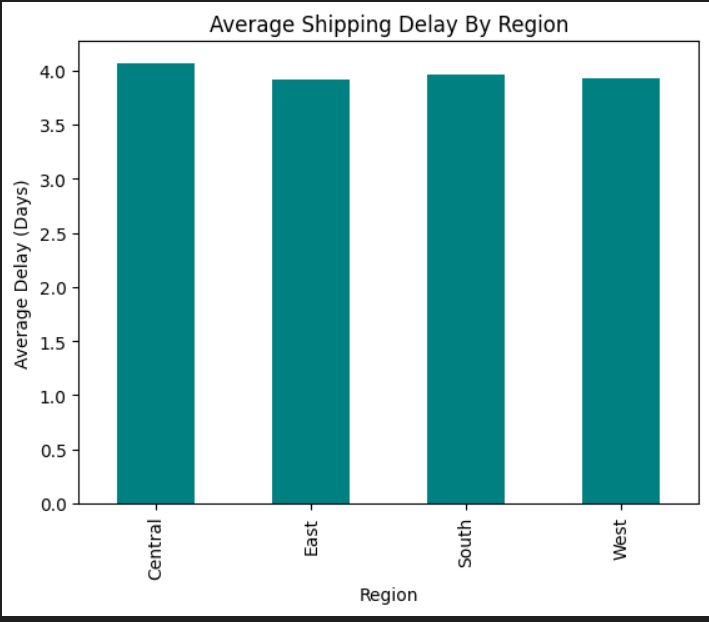 Average Shipping Delay By Region
Average Delay (Days)
4.0
3.5
3.0
2.5
2.0
1.5
1.0
0.5
0.0
Central
East
South
West
Region